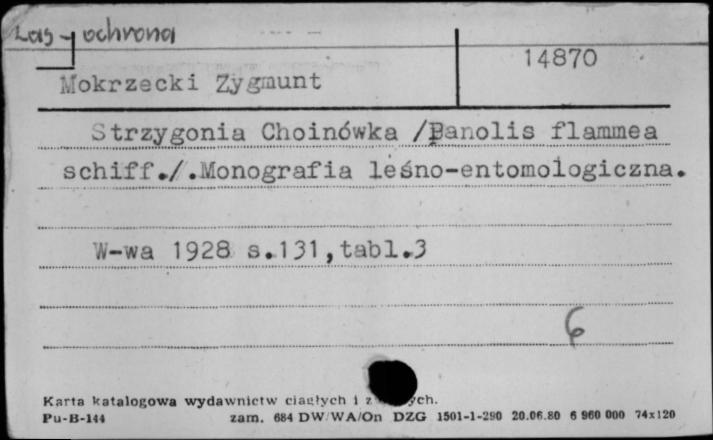 Las - ochrona
14870
Mokrzecki Zygmunt
Strzygonia Choinówka /Panolis flammea
schiff./.Monografia leśno-entomologiczna.
W-wa 1928 s.131,tabl.3
6
Karta katalogowa wydawnictw ciągłych i z ych.
Pu-B-144 zam. 684 DW/WA/On DZG 1501-1-290 20.06.80 6 960 000 74x120